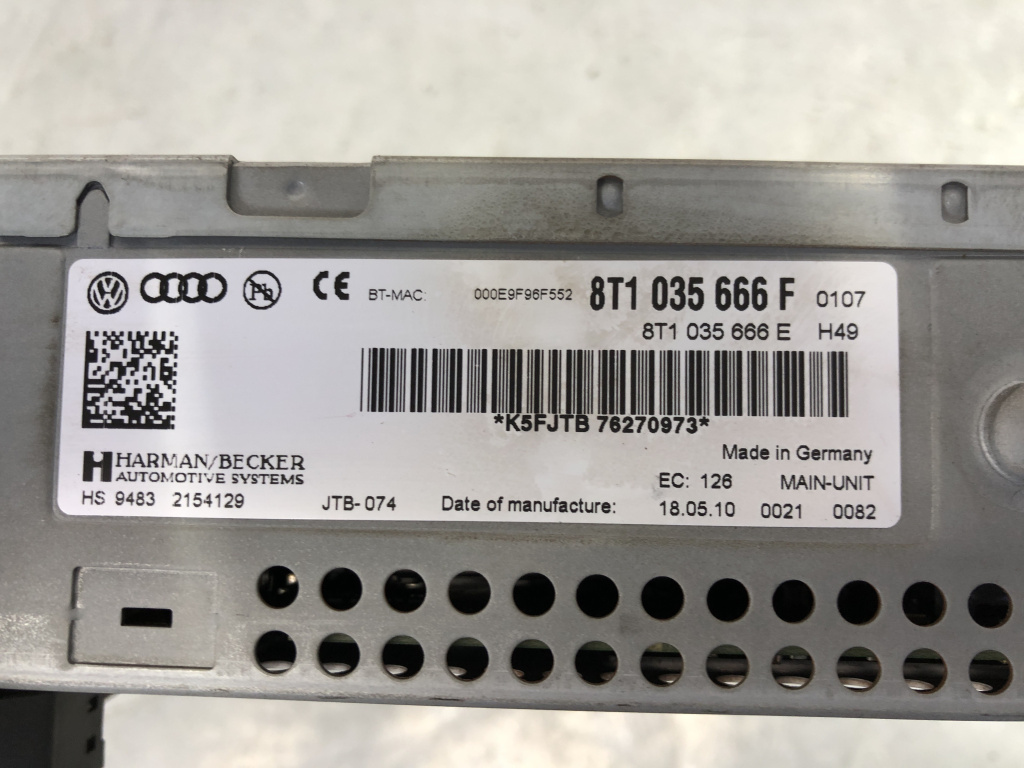 BT-MAC: 000E9F96F552 8T1 035 666 F 0107
8T1 035 666 E H49
*K5FJTB 76270973*
Made in Germany
HARMAN/BECKER
AUTOMOTIVE SYSTEMS
EC: 126 MAIN-UNIT
HS 9483 2154129 JTB-074 Date of manufacture: 18.05.10 0021 0082